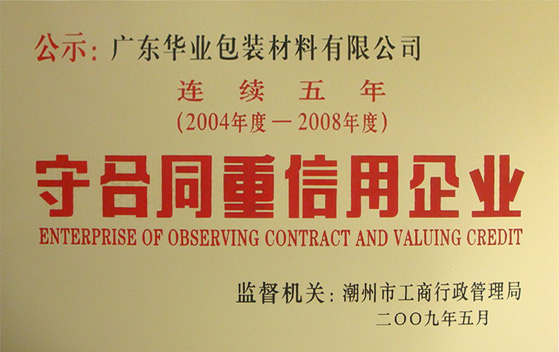 公示：广东华业包装材料有限公司
连续五年
(2004年度—2008年度)
守合同重信用企业
ENTERPRISE OF OBSERVING CONTRACT AND VALUING CREDIT
监督机关：潮州市工商行政管理局
二〇〇九年五月